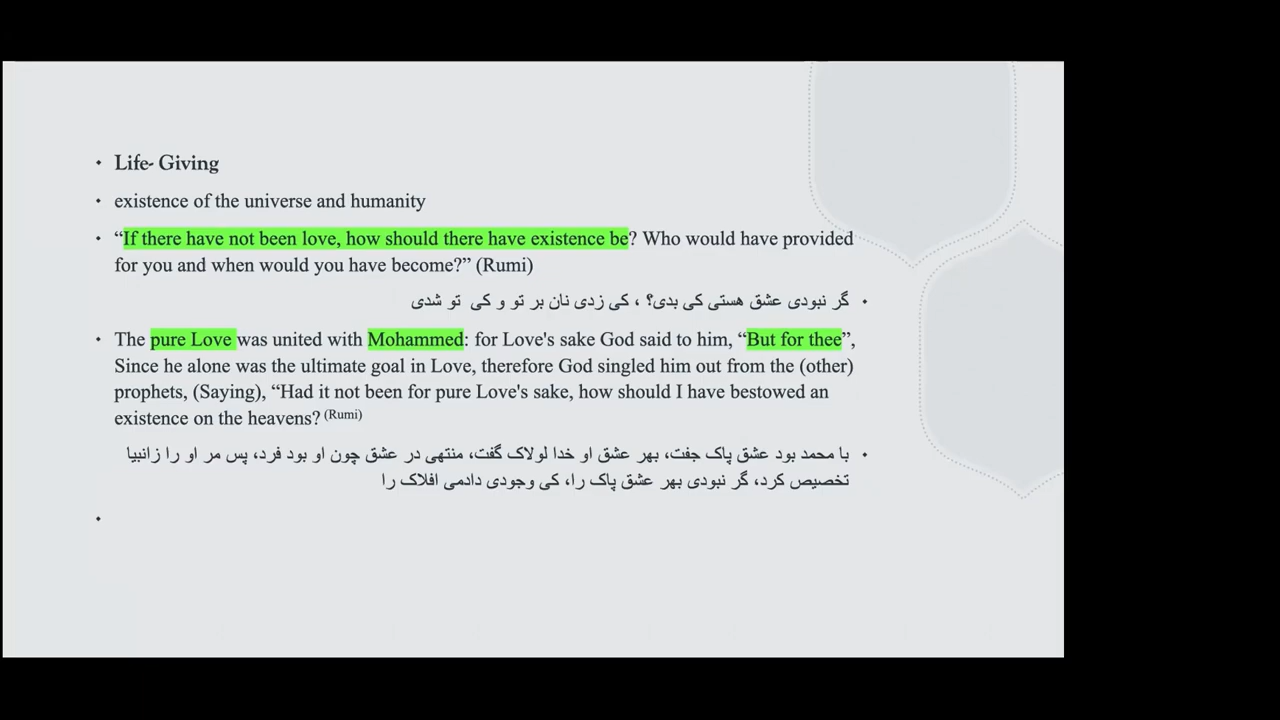 Life- Giving
existence of the universe and humanity
“If there have not been love, how should there have existence be? Who would have provided
for you and when would you have become?” (Rumi)
گر نبودی عشق هستی کی بدی؟ ، کی زدی نان بر تو و کی تو شدی
The pure Love was united with Mohammed: for Love's sake God said to him, “But for thee”,
Since he alone was the ultimate goal in Love, therefore God singled him out from the (other)
prophets, (Saying), “Had it not been for pure Love's sake, how should I have bestowed an
existence on the heavens? (Rumi)
با محمد بود عشق پاک جفت، بهر عشق او خدا لولاک گفت، منتهی در عشق چون او بود فرد، پس مر او را زانبیا
تخصیص کرد، گر نبودی بهر عشق پاک را، کی وجودی دادمی افلاک را